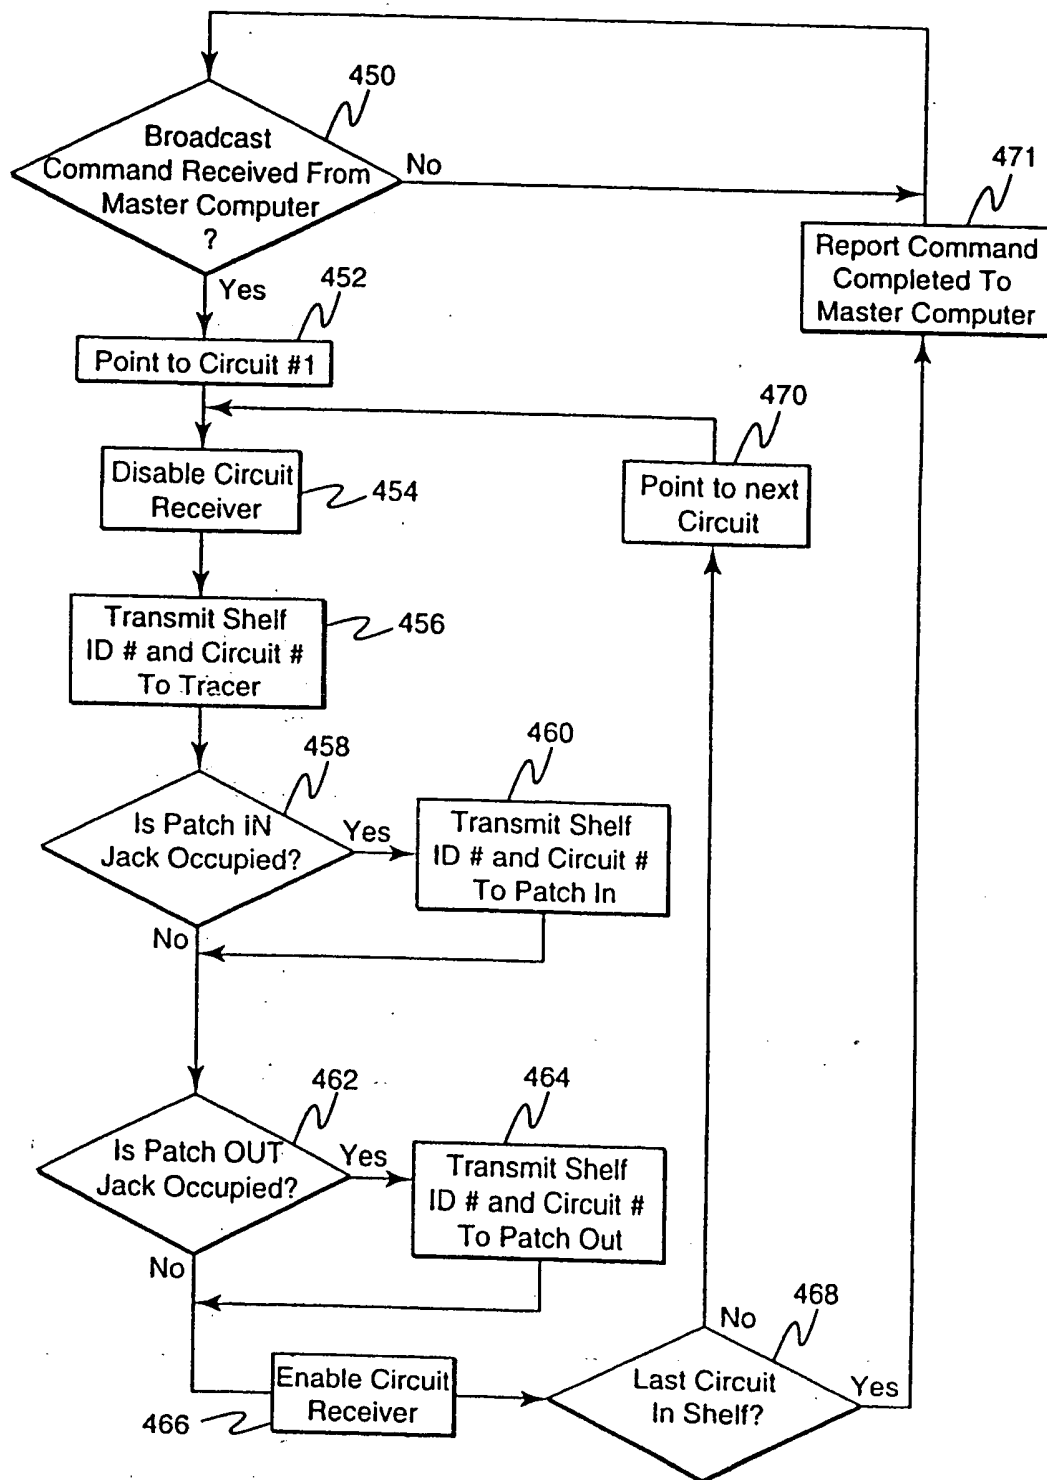 450
Broadcast
Command Received From
Master Computer
?
No
Yes
471
Report Command
Completed To
Master Computer
452
Point to Circuit #1
470
Point to next
Circuit
Disable Circuit
Receiver
454
Transmit Shelf
ID # and Circuit #
To Tracer
456
458
Is Patch IN
Jack Occupied?
Yes
No
460
Transmit Shelf
ID # and Circuit #
To Patch In
462
Is Patch OUT
Jack Occupied?
Yes
No
464
Transmit Shelf
ID # and Circuit #
To Patch Out
Enable Circuit
Receiver
466
468
Last Circuit
In Shelf?
No
Yes